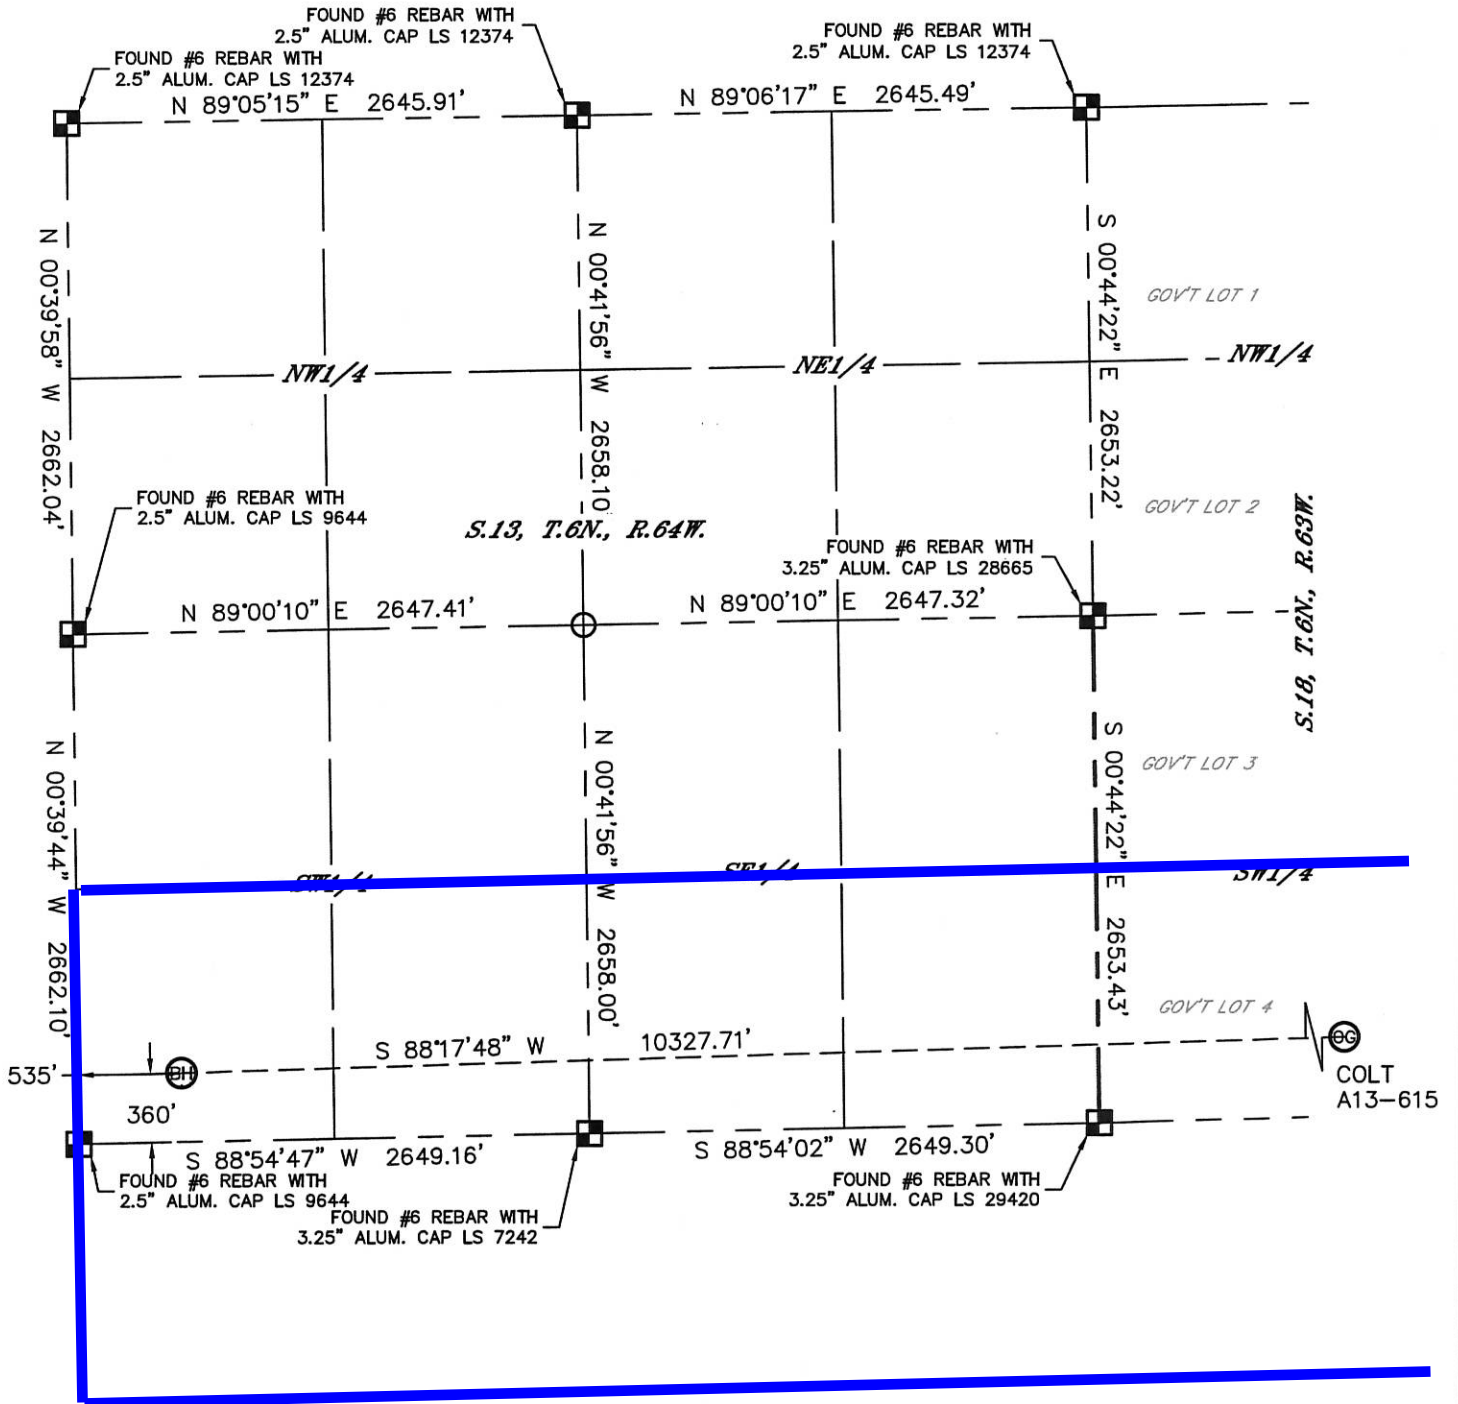 FOUND #6 REBAR WITH
2.5" ALUM. CAP LS 12374
FOUND #6 REBAR WITH
2.5" ALUM. CAP LS 12374
FOUND #6 REBAR WITH
2.5" ALUM. CAP LS 12374
N 89°05'15" E 2645.91'
N 89°06'17" E 2645.49'
N 00°39'58" W 2662.04'
N 00°41'56" W 2658.10'
S 00°44'22" E 2653.22'
GOV'T LOT 1
NW1/4
NE1/4
NW1/4
FOUND #6 REBAR WITH
2.5" ALUM. CAP LS 9644
S.13, T.6N., R.64W.
GOV'T LOT 2
S.18, T.6N., R.63W.
FOUND #6 REBAR WITH
3.25" ALUM. CAP LS 28665
N 89°00'10" E 2647.41'
N 89°00'10" E 2647.32'
N 00°39'44" W 2662.10'
N 00°41'56" W 2658.00'
S 00°44'22" E 2653.43'
GOV'T LOT 3
SW1/4
SE1/4
SW1/4
GOV'T LOT 4
S 88°17'48" W 10327.71'
OG
COLT
A13-615
535'
BH
360'
S 88°54'47" W 2649.16'
S 88°54'02" W 2649.30'
FOUND #6 REBAR WITH
2.5" ALUM. CAP LS 9644
FOUND #6 REBAR WITH
3.25" ALUM. CAP LS 7242
FOUND #6 REBAR WITH
3.25" ALUM. CAP LS 29420